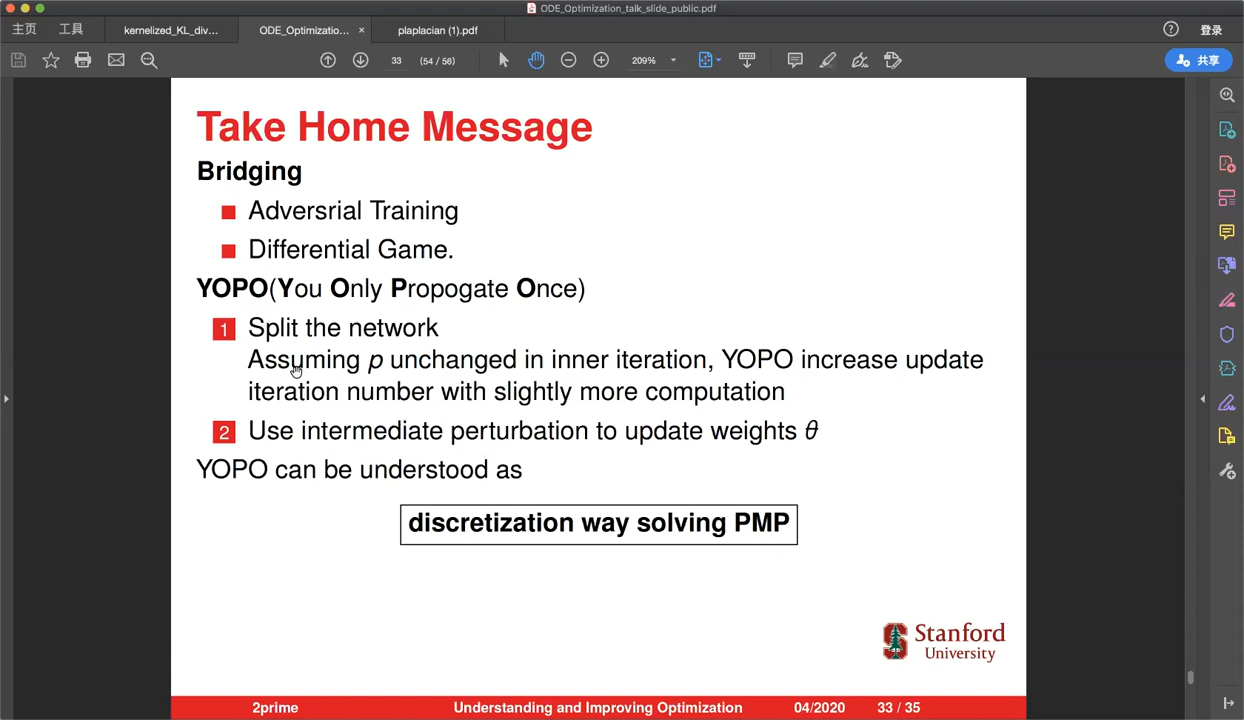 ODE_Optimization_talk_slide_public.pdf
主页 工具 kernelized_KL_div... ODE_Optimizatio... × plaplacian (1).pdf 登录
33 (54 / 56) 209% 共享
Take Home Message
Bridging
Adversrial Training
Differential Game.
YOPO(You Only Propogate Once)
1 Split the network
Assuming p unchanged in inner iteration, YOPO increase update
iteration number with slightly more computation
2 Use intermediate perturbation to update weights θ
YOPO can be understood as
discretization way solving PMP
Stanford
University
2prime Understanding and Improving Optimization 04/2020 33 / 35